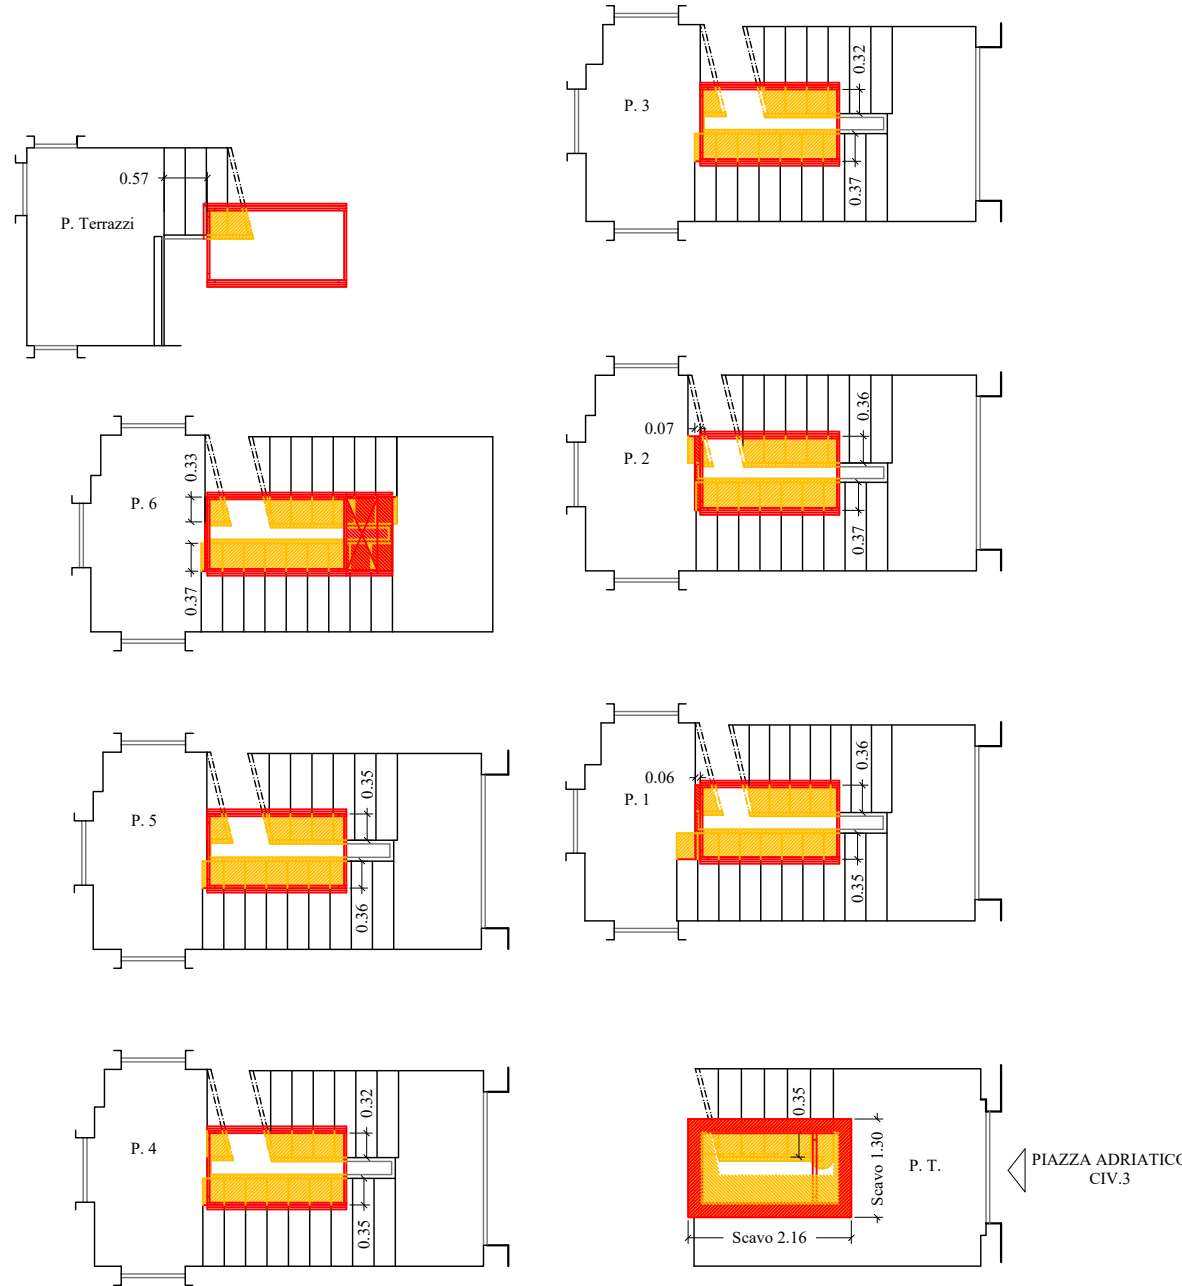 0.57
P. Terrazzi
P. 3
0.32
0.37
P. 6
0.33
0.37
0.07
P. 2
0.36
0.37
P. 5
0.35
0.36
0.06
P. 1
0.36
0.35
P. 4
0.32
0.35
0.35
Scavo 1.30
Scavo 2.16
P. T.
PIAZZA ADRIATICO
CIV.3